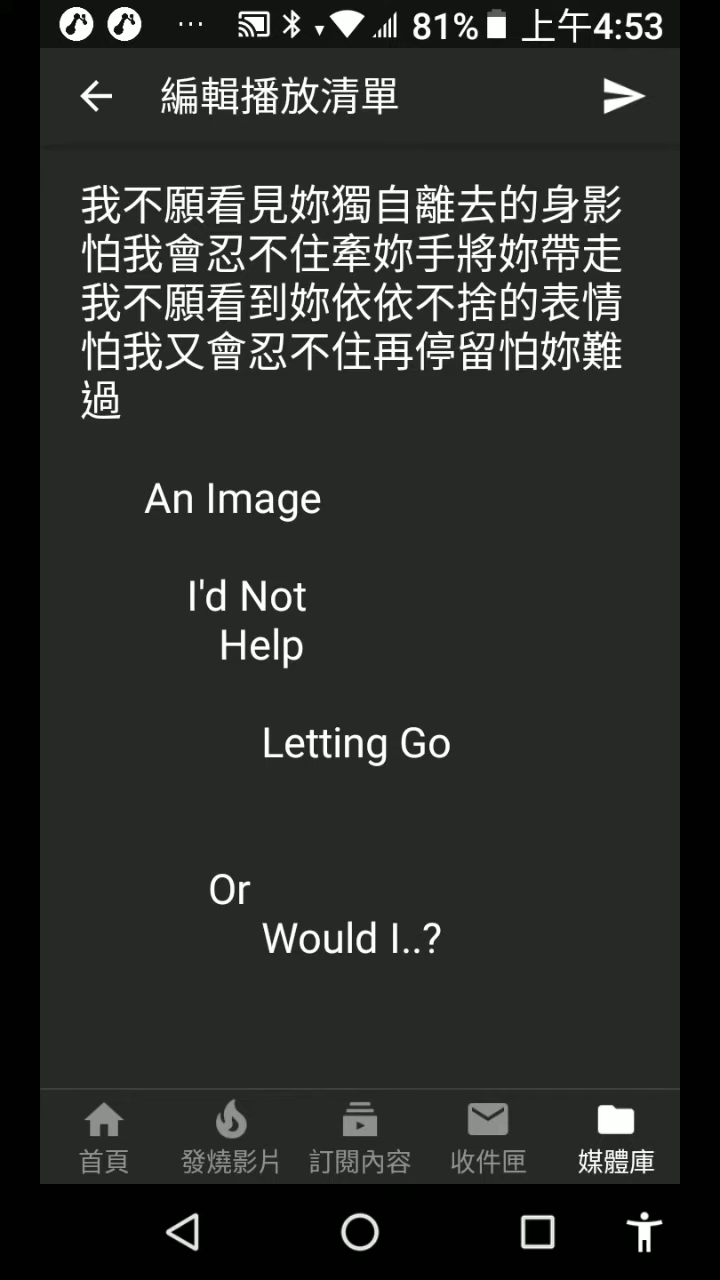 81% 上午4:53
編輯播放清單
我不願看見妳獨自離去的身影
怕我會忍不住牽妳手將妳帶走
我不願看到妳依依不捨的表情
怕我又會忍不住再停留怕妳難
過
An Image
I'd Not
Help
Letting Go
Or
Would I..?
首頁 發燒影片 訂閱內容 收件匣 媒體庫